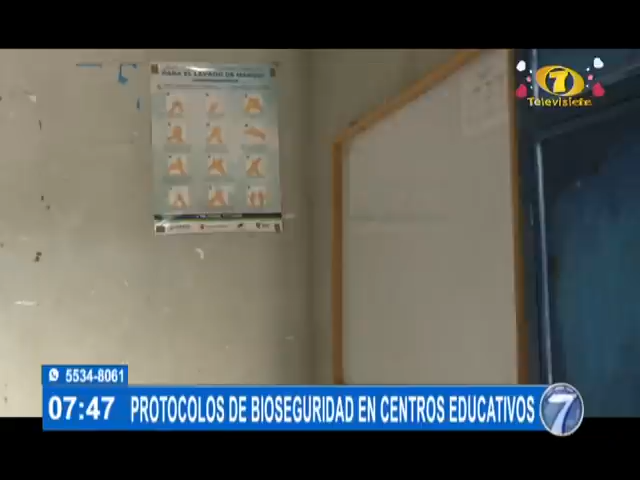 PARA EL LAVADO DE MANOS
7
Televisiete
5534-8061
07:47 PROTOCOLOS DE BIOSEGURIDAD EN CENTROS EDUCATIVOS 7